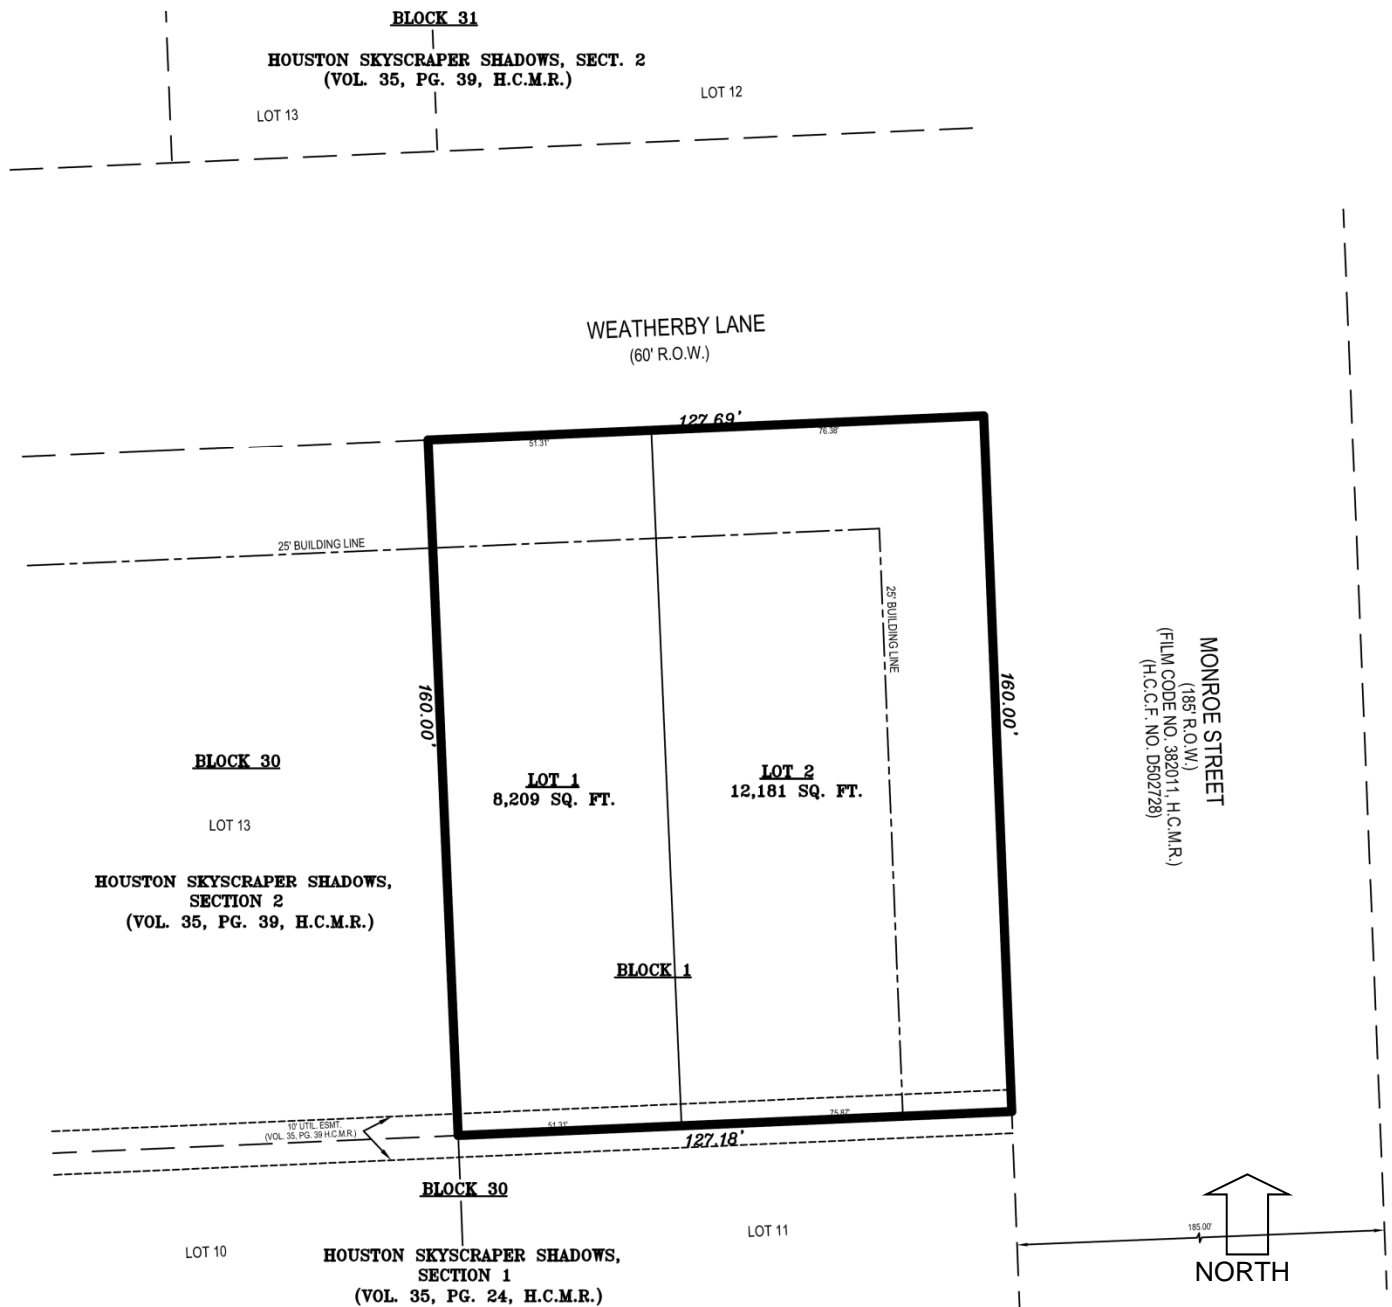 BLOCK 31
HOUSTON SKYSCRAPER SHADOWS, SECT. 2
(VOL. 35, PG. 39, H.C.M.R.)
LOT 13
LOT 12
WEATHERBY LANE
(60' R.O.W.)
127.69'
51.31'
76.38'
25' BUILDING LINE
25' BUILDING LINE
160.00'
160.00'
MONROE STREET
(185' R.O.W.)
(FILM CODE NO. 382011, H.C.M.R.)
(H.C.C.F. NO. D502728)
BLOCK 30
LOT 13
HOUSTON SKYSCRAPER SHADOWS,
SECTION 2
(VOL. 35, PG. 39, H.C.M.R.)
LOT 1
8,209 SQ. FT.
LOT 2
12,181 SQ. FT.
BLOCK 1
10' UTIL. ESMT.
(VOL. 35, PG. 39 H.C.M.R.)
51.31'
75.87'
127.18'
BLOCK 30
LOT 10
LOT 11
HOUSTON SKYSCRAPER SHADOWS,
SECTION 1
(VOL. 35, PG. 24, H.C.M.R.)
185.00'
NORTH